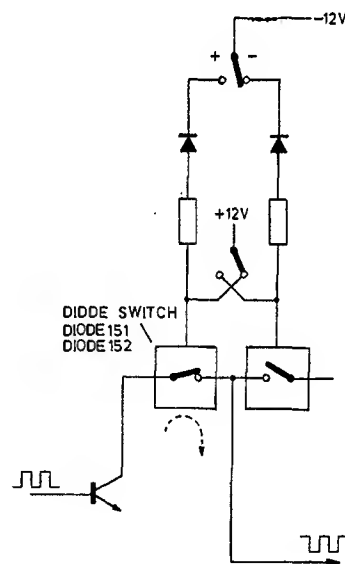 -12V
+ -
+12V
DIDDE SWITCH
DIODE 151
DIODE 152